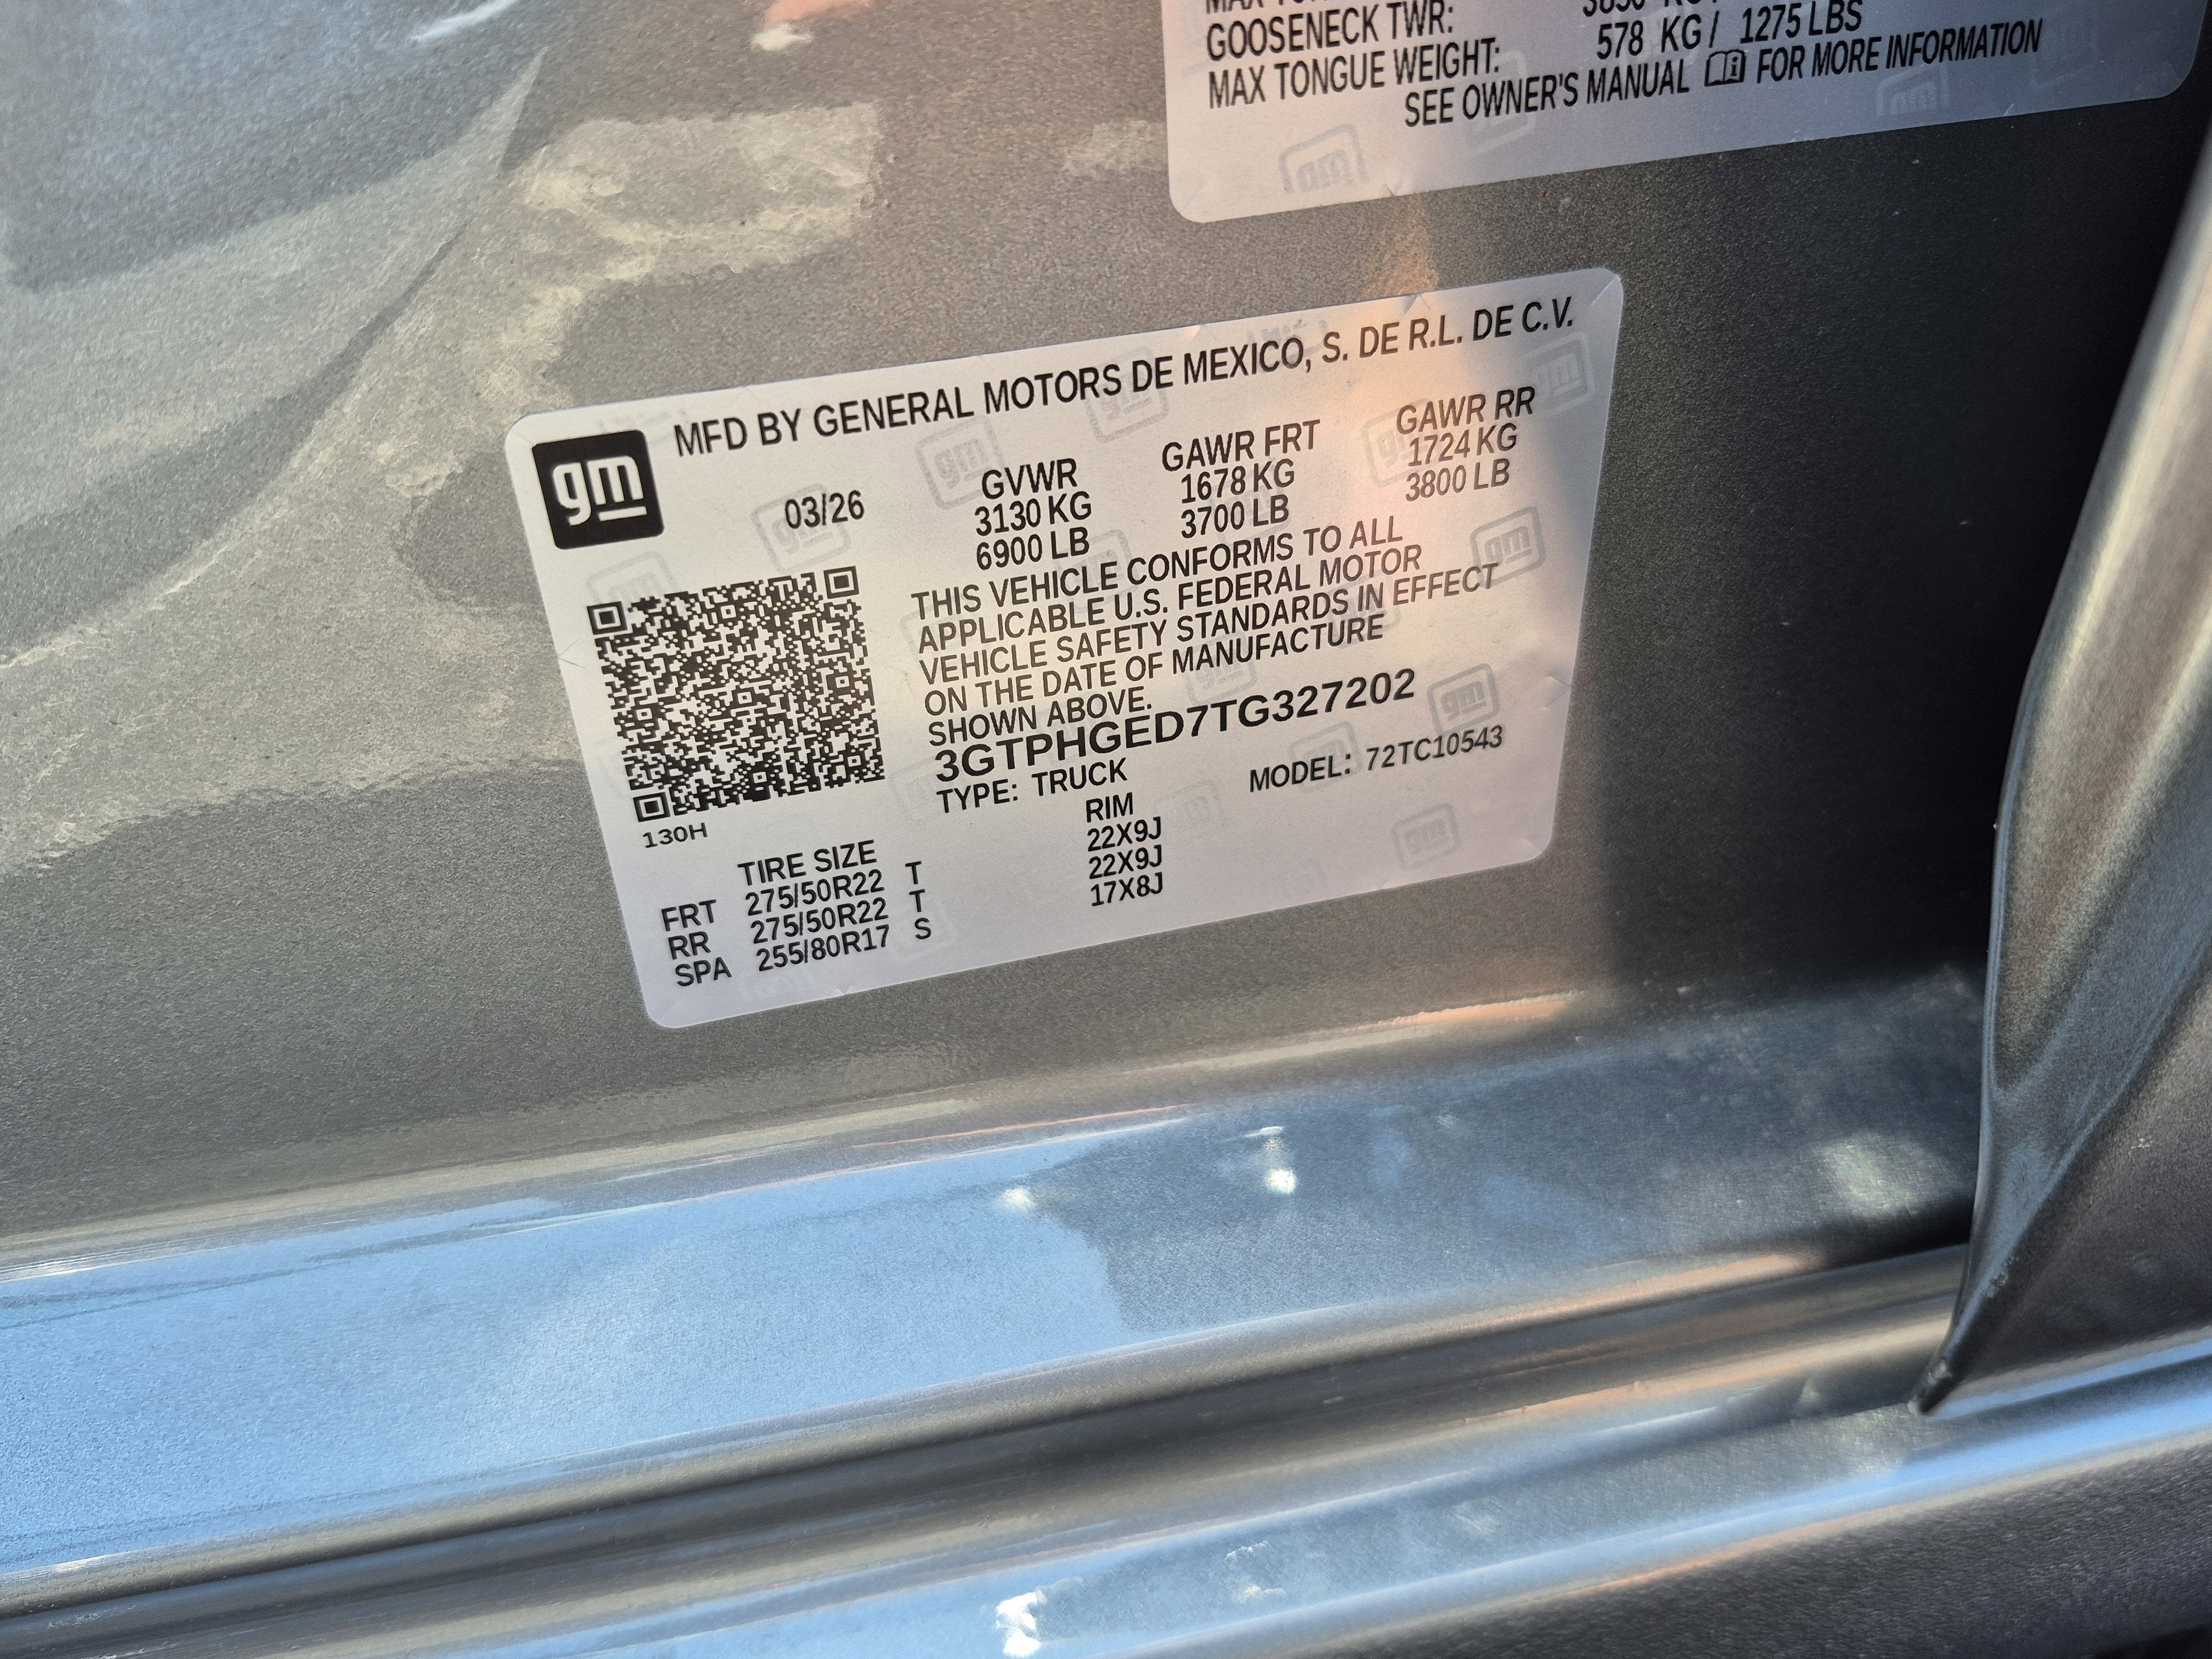 GOOSENECK TWR:
MAX TONGUE WEIGHT: 578 KG / 1275 LBS
SEE OWNER'S MANUAL FOR MORE INFORMATION
gm
MFD BY GENERAL MOTORS DE MEXICO, S. DE R.L. DE C.V.
03/26 GVWR GAWR FRT GAWR RR
3130 KG 1678 KG 1724 KG
6900 LB 3700 LB 3800 LB
THIS VEHICLE CONFORMS TO ALL
APPLICABLE U.S. FEDERAL MOTOR
VEHICLE SAFETY STANDARDS IN EFFECT
ON THE DATE OF MANUFACTURE
SHOWN ABOVE.
3GTPHGED7TG327202
TYPE: TRUCK MODEL: 72TC10543
130H
TIRE SIZE RIM
FRT 275/50R22 T 22X9J
RR 275/50R22 T 22X9J
SPA 255/80R17 S 17X8J